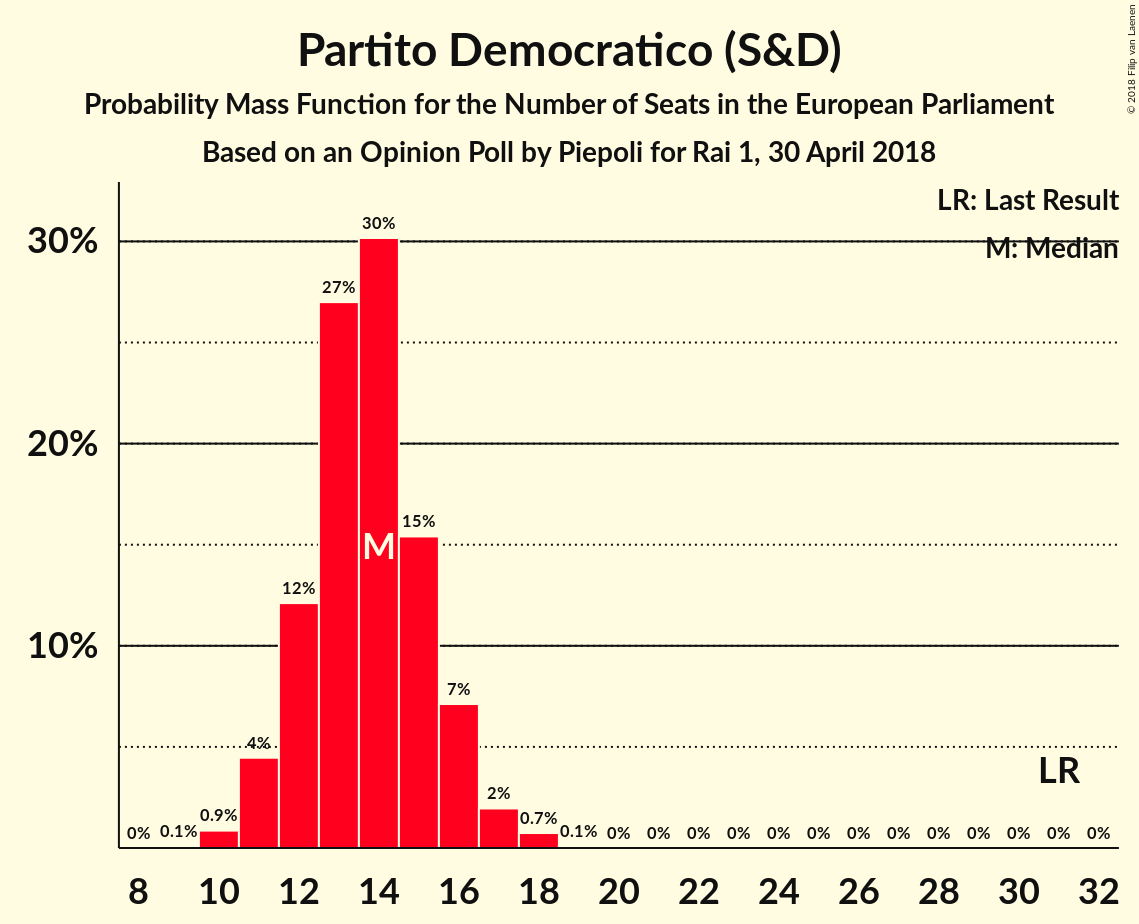 Partito Democratico (S&D)
Probability Mass Function for the Number of Seats in the European Parliament
Based on an Opinion Poll by Piepoli for Rai 1, 30 April 2018
© 2018 Filip van Laenen
LR: Last Result
M: Median
30%
20%
10%
0% 0.1% 0.9% 4% 12% 27% 30% 15% 7% 2% 0.7% 0.1% 0% 0% 0% 0% 0% 0% 0% 0% 0% 0% 0% 0% 0%
M
LR
8 10 12 14 16 18 20 22 24 26 28 30 32